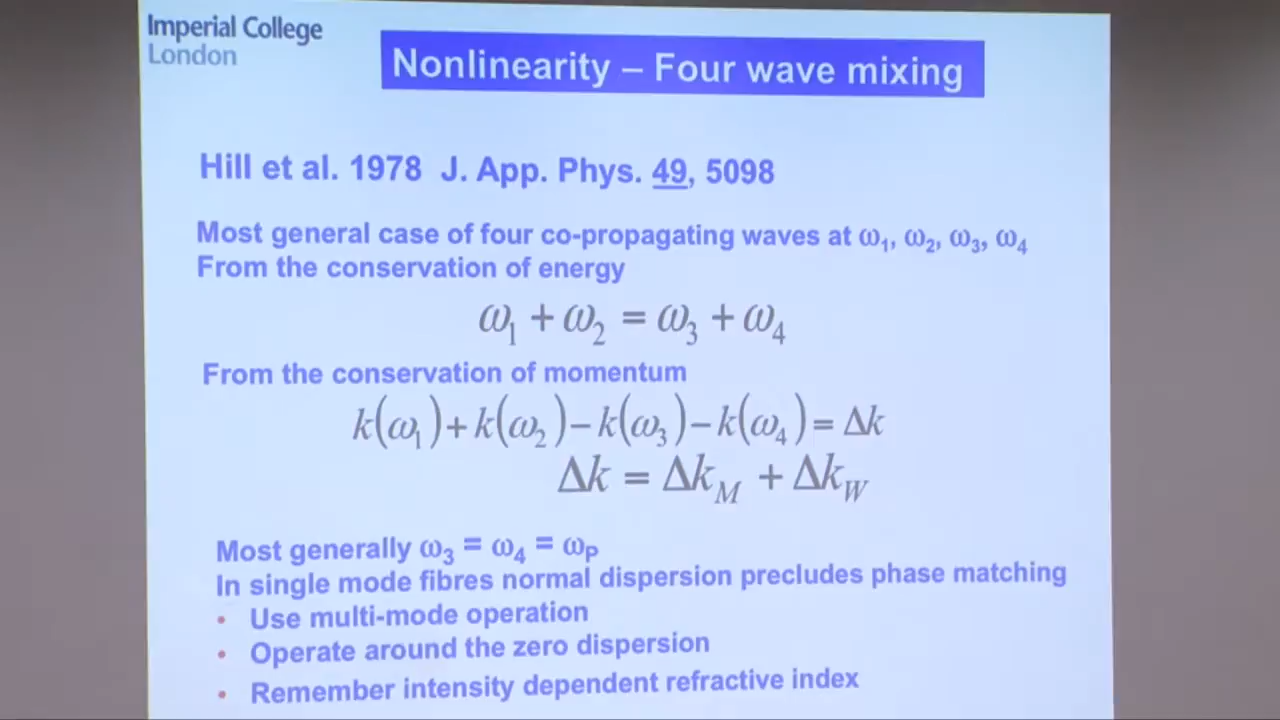 Imperial College
London
Nonlinearity – Four wave mixing
Hill et al. 1978 J. App. Phys. 49, 5098
Most general case of four co-propagating waves at ω₁, ω₂, ω₃, ω₄
From the conservation of energy
ω₁ + ω₂ = ω₃ + ω₄
From the conservation of momentum
k(ω₁)+k(ω₂)−k(ω₃)−k(ω₄)= Δk
Δk = Δk_M + Δk_W
Most generally ω₃ = ω₄ = ω_P
In single mode fibres normal dispersion precludes phase matching
• Use multi-mode operation
• Operate around the zero dispersion
• Remember intensity dependent refractive index